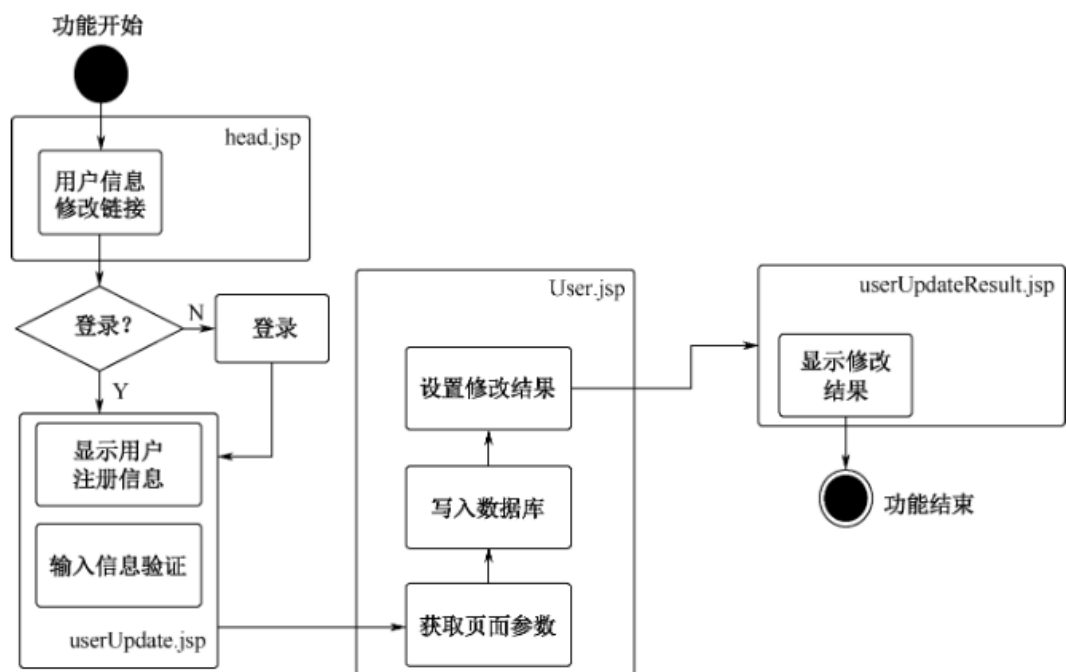 功能开始
head.jsp
用户信息
修改链接
登录?
N
登录
Y
显示用户
注册信息
输入信息验证
userUpdate.jsp
User.jsp
设置修改结果
写入数据库
获取页而参数
userUpdateResult.jsp
显示修改
结果
功能结束